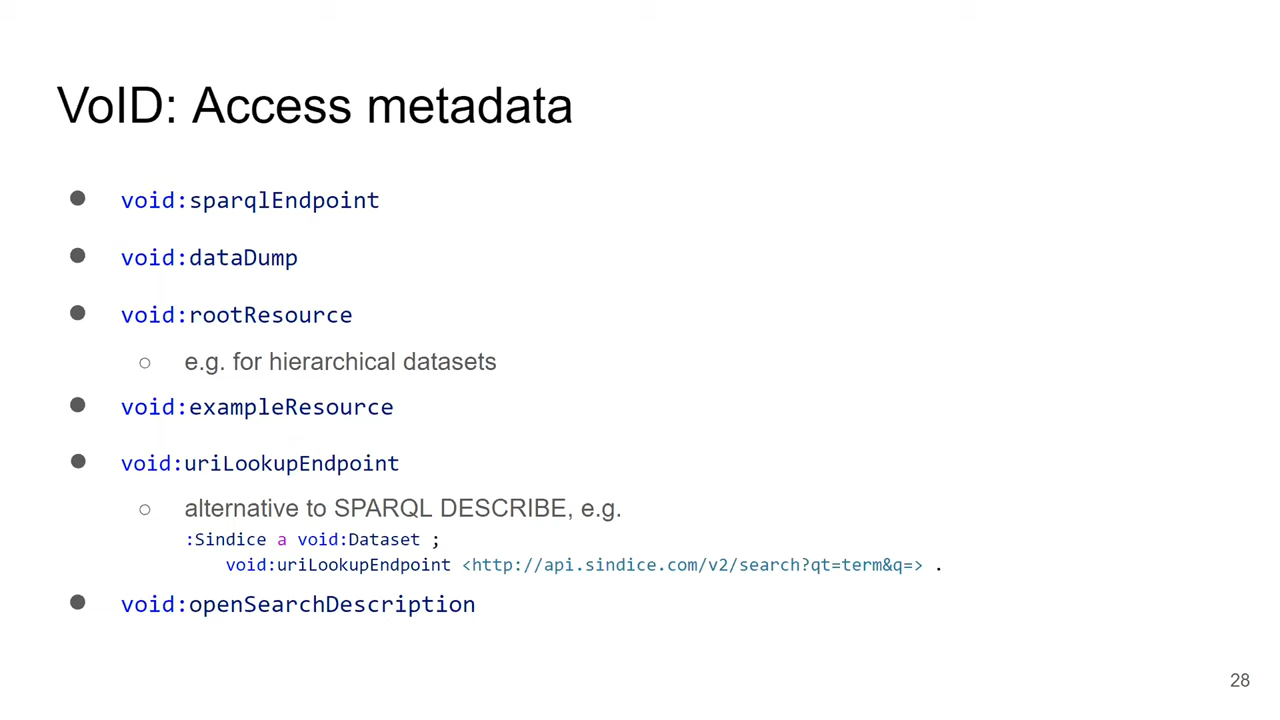 VoID: Access metadata
● void:sparqlEndpoint
● void:dataDump
● void:rootResource
○ e.g. for hierarchical datasets
● void:exampleResource
● void:uriLookupEndpoint
○ alternative to SPARQL DESCRIBE, e.g.
:Sindice a void:Dataset ;
void:uriLookupEndpoint <http://api.sindice.com/v2/search?qt=term&q=> .
● void:openSearchDescription
28